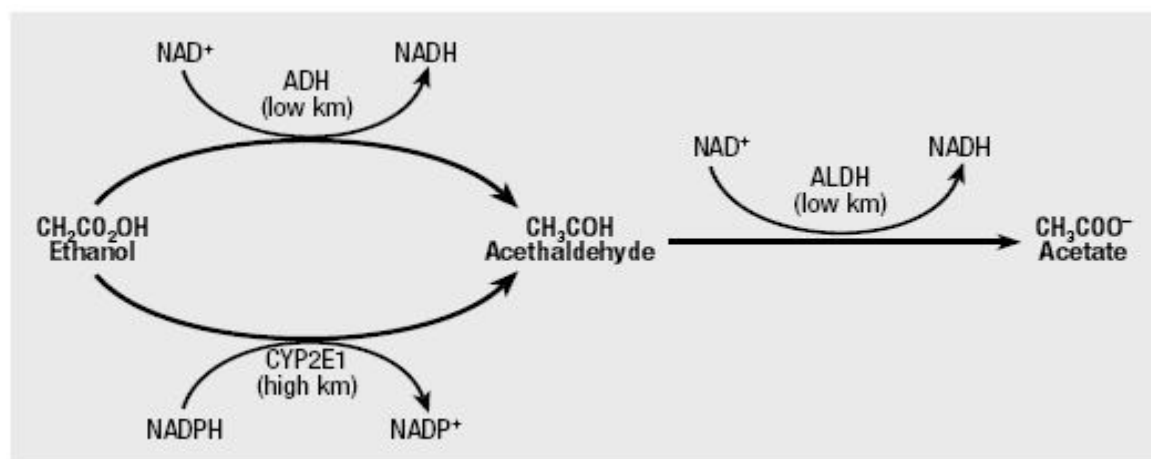 NAD⁺ NADH
ADH
(low km)
NAD⁺ NADH
ALDH
(low km)
CH₂CO₂OH
Ethanol
CH₃COH
Acethaldehyde
CH₃COO⁻
Acetate
CYP2E1
(high km)
NADPH NADP⁺